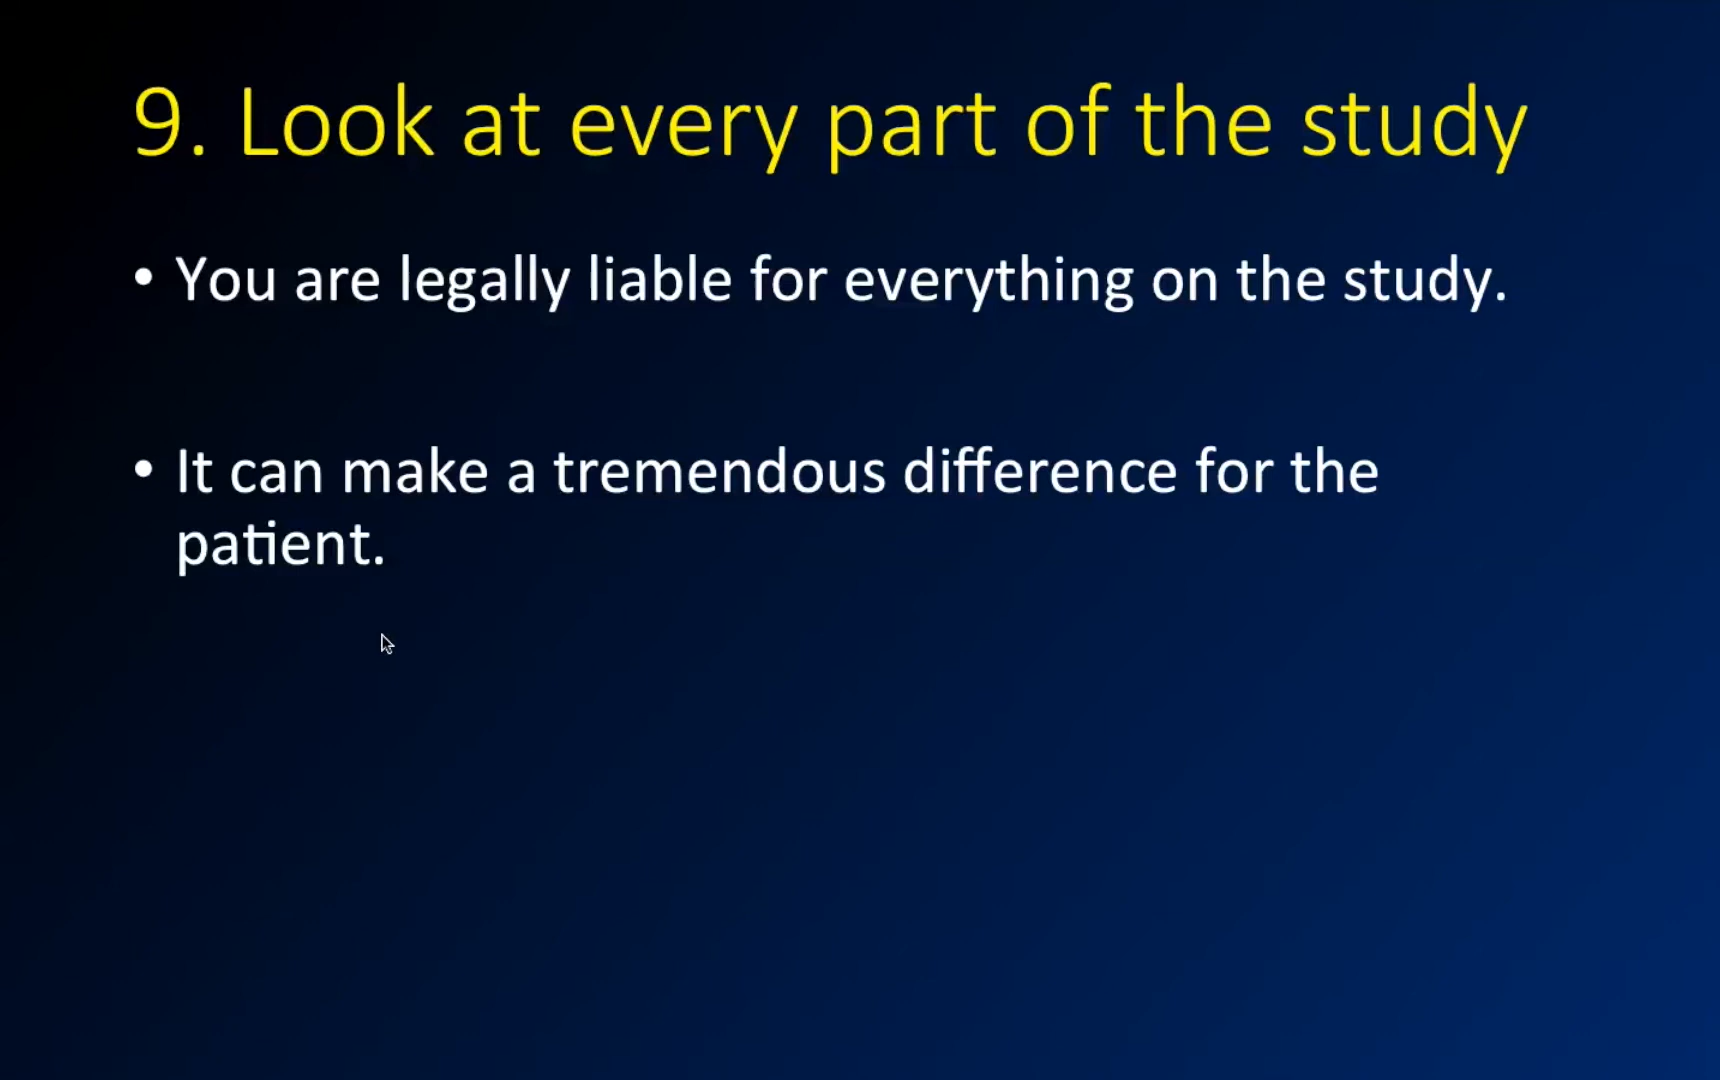 9. Look at every part of the study
• You are legally liable for everything on the study.
• It can make a tremendous difference for the
patient.